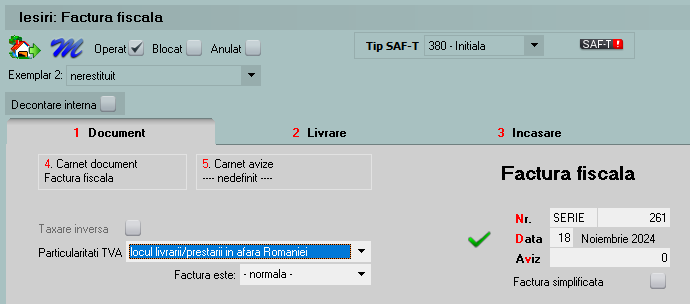 Iesiri: Factura fiscala
Operat Blocat Anulat Tip SAF-T 380 - Initiala SAF-T !
Exemplar 2: nerestituit
Decontare interna
1 Document 2 Livrare 3 Incasare
4. Carnet document
Factura fiscala
5. Carnet avize
---- nedefinit ----
Factura fiscala
Nr. SERIE 261
Data 18 Noiembrie 2024
Aviz 0
Factura simplificata
Taxare inversa
Particularitati TVA locul livrarii/prestarii in afara Romaniei
Factura este: - normala -